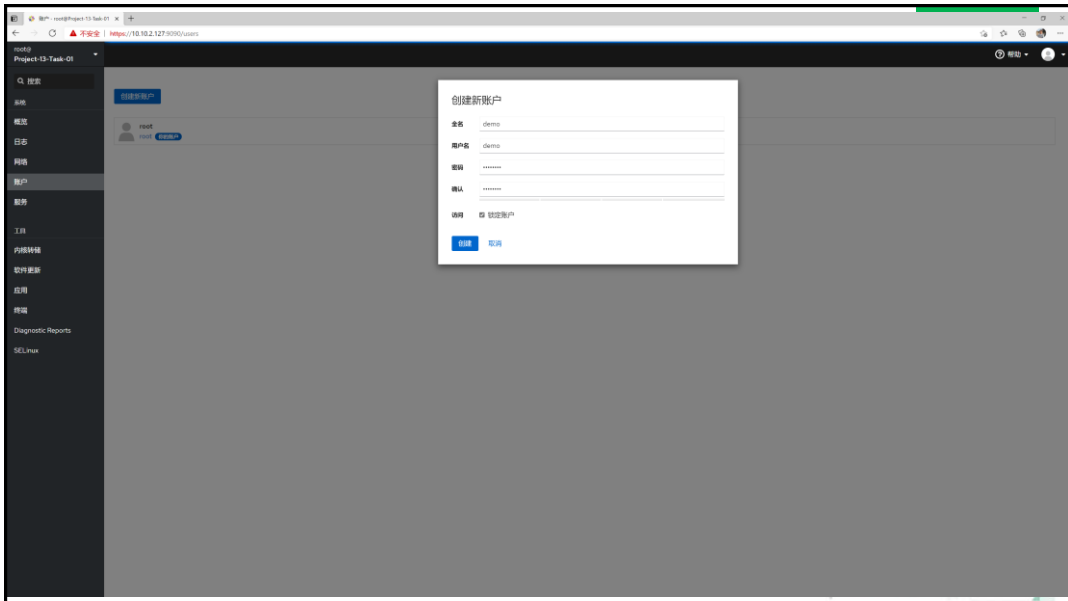 账户 - root@Project-13-Task-01
不安全 https://10.10.2.127:9090/users
root@
Project-13-Task-01
帮助
搜索
系统
概览
日志
网络
账户
服务
工具
内核转储
软件更新
应用
终端
Diagnostic Reports
SELinux
创建新账户
root
root 你的账户
创建新账户
全名 demo
用户名 demo
密码 ••••••••
确认 ••••••••
访问 锁定账户
创建 取消